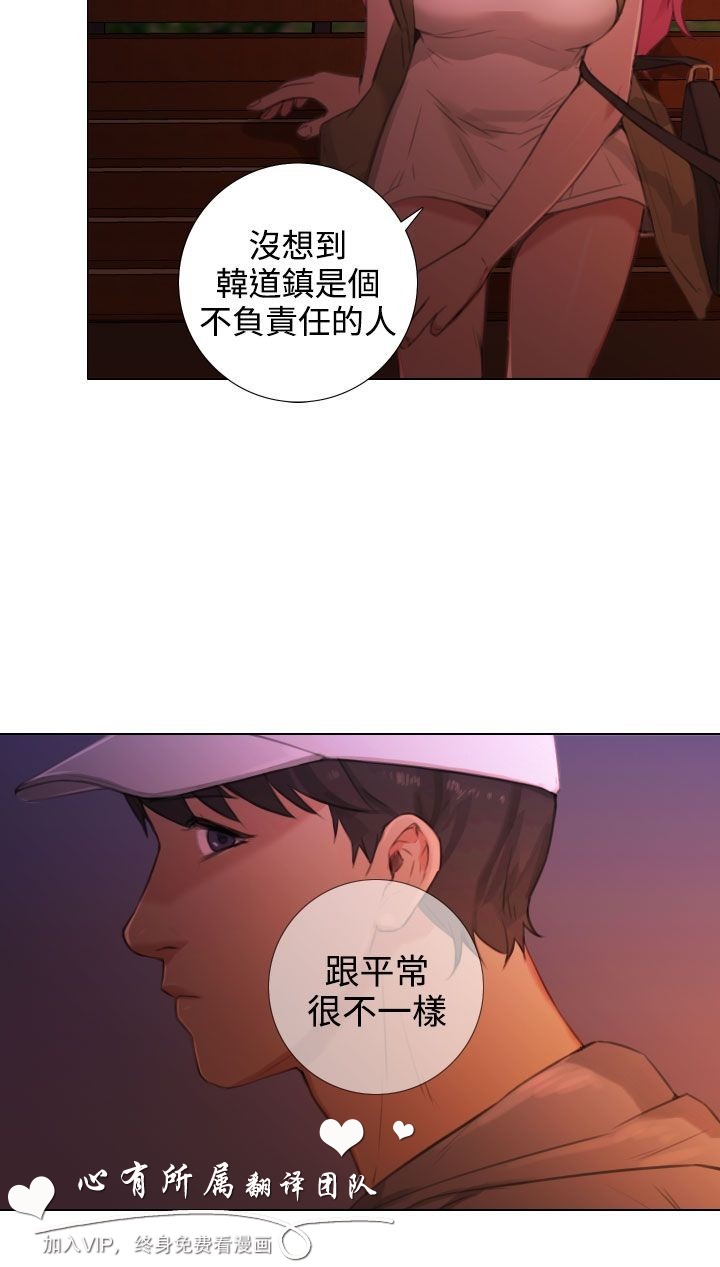 沒想到
韓道鎮是個
不負責任的人
跟平常
很不一樣
心有所属翻译团队
加入VIP，终身免费看漫画